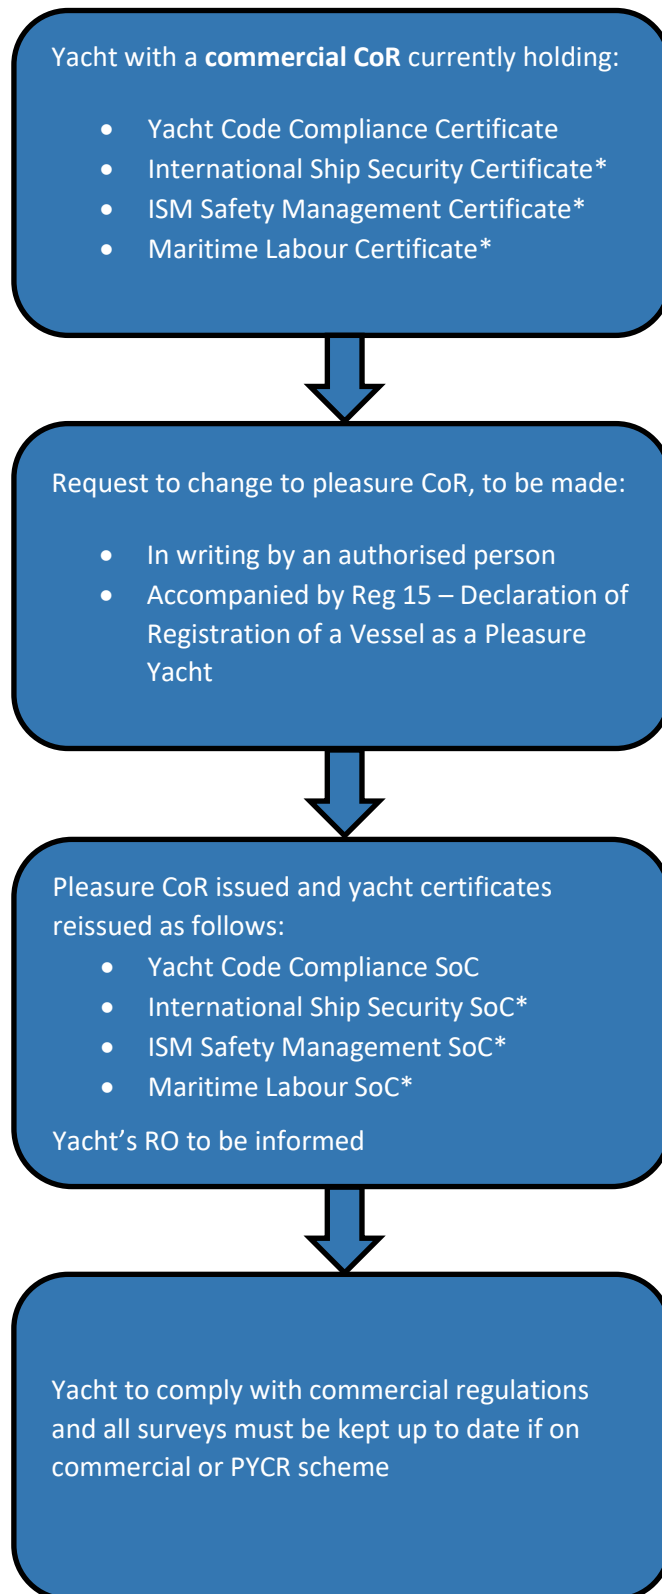 Yacht with a commercial CoR currently holding:
• Yacht Code Compliance Certificate
• International Ship Security Certificate*
• ISM Safety Management Certificate*
• Maritime Labour Certificate*
Request to change to pleasure CoR, to be made:
• In writing by an authorised person
• Accompanied by Reg 15 – Declaration of
Registration of a Vessel as a Pleasure
Yacht
Pleasure CoR issued and yacht certificates
reissued as follows:
• Yacht Code Compliance SoC
• International Ship Security SoC*
• ISM Safety Management SoC*
• Maritime Labour SoC*
Yacht’s RO to be informed
Yacht to comply with commercial regulations
and all surveys must be kept up to date if on
commercial or PYCR scheme